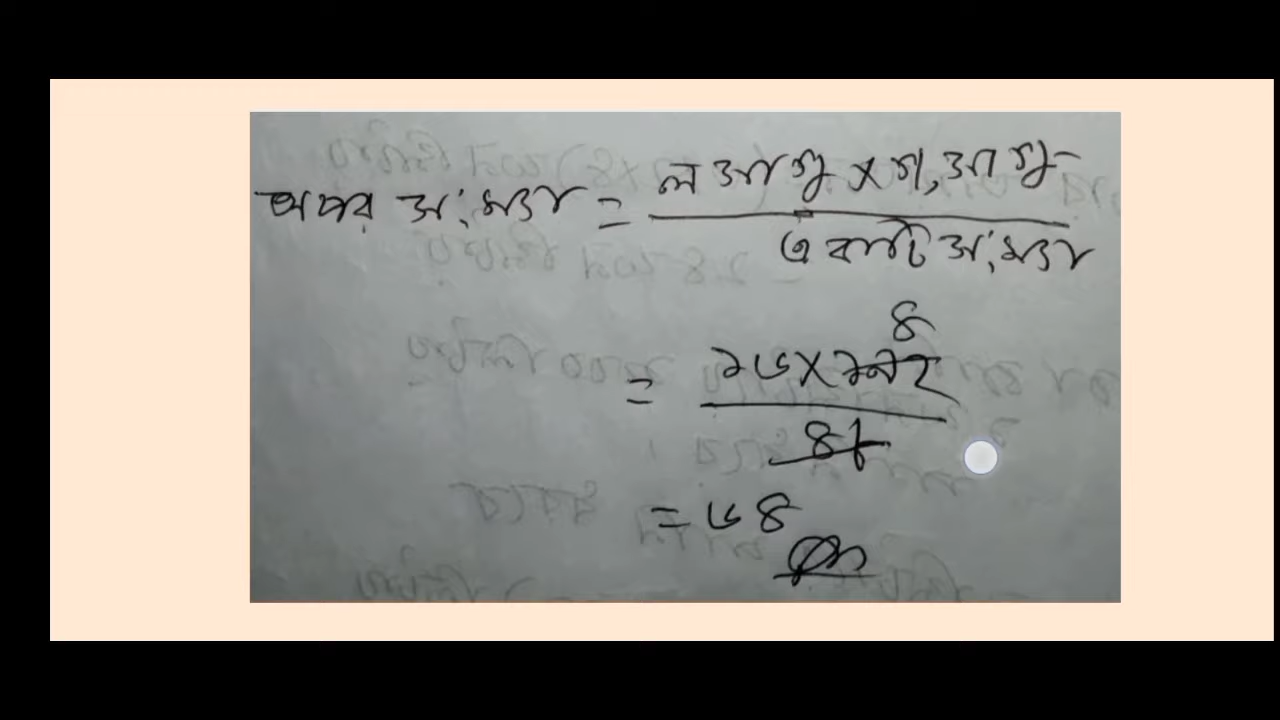 অপর সংখ্যা = ল সাগু × গ,সাগু
একটি সংখ্যা
= ১৬×১৯২ ৪
৪৮
= ৬৪